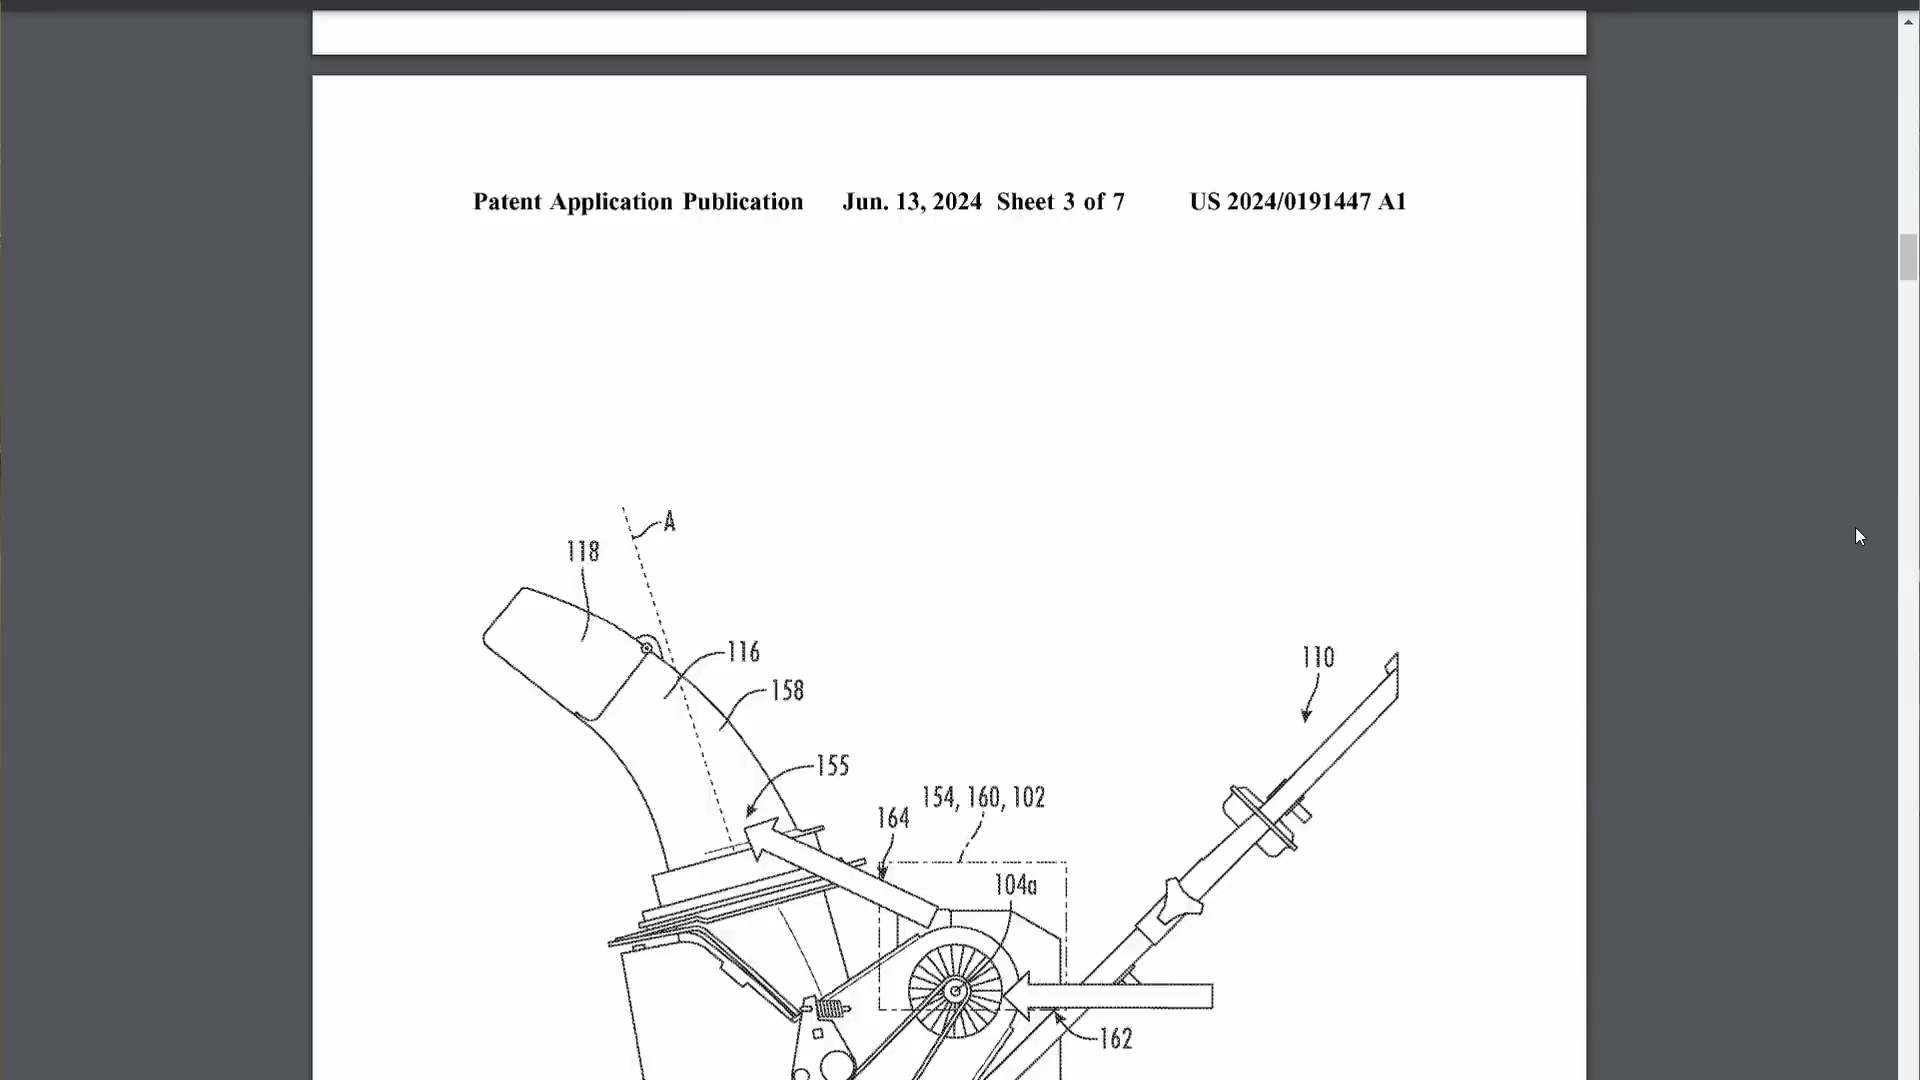 Patent Application Publication Jun. 13, 2024 Sheet 3 of 7 US 2024/0191447 A1
A
118
116
110
158
155
154, 160, 102
164
104a
162